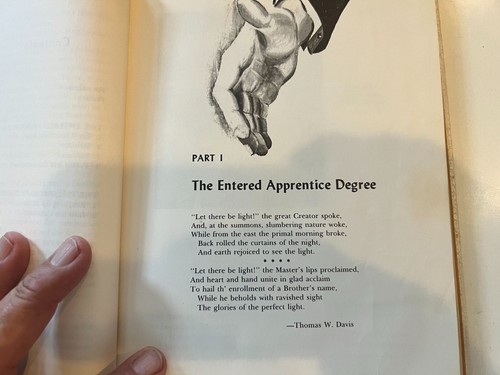 PART I
The Entered Apprentice Degree
"Let there be light!" the great Creator spoke,
And, at the summons, slumbering nature woke,
While from the east the primal morning broke,
Back rolled the curtains of the night,
And earth rejoiced to see the light.
* * * *
"Let there be light!" the Master's lips proclaimed,
And heart and hand unite in glad acclaim
To hail th' enrollment of a Brother's name,
While he beholds with ravished sight
The glories of the perfect light.
—Thomas W. Davis